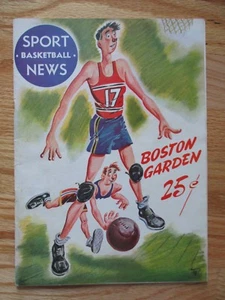 SPORT
• BASKETBALL •
NEWS
17
BOSTON
GARDEN
25¢